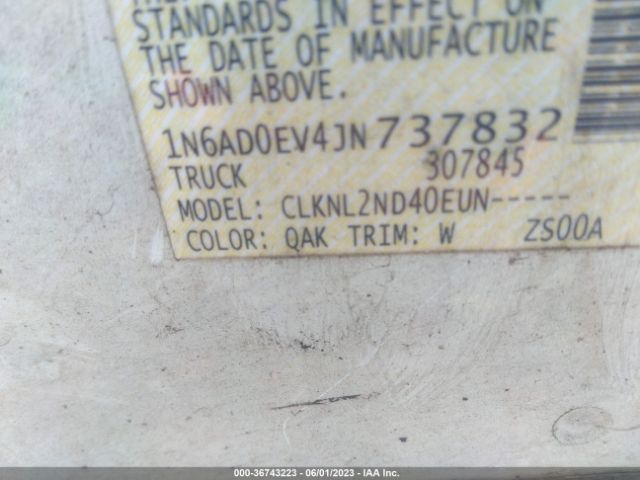 STANDARDS IN EFFECT ON
THE DATE OF MANUFACTURE
SHOWN ABOVE.
1N6AD0EV4JN737832
TRUCK 307845
MODEL: CLKNL2ND40EUN-----
COLOR: QAK TRIM: W ZS00A
000-36743223 - 06/01/2023 - IAA Inc.